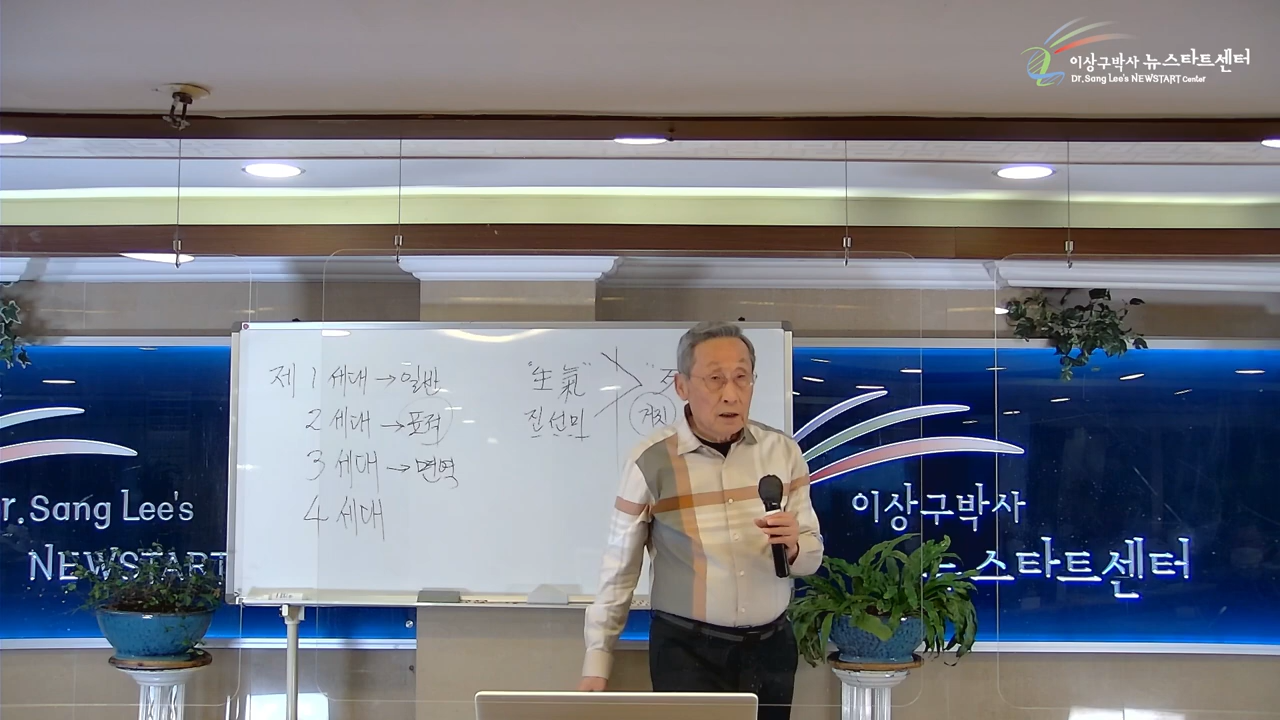 이상구박사 뉴스타트센터
Dr. Sang Lee's NEWSTART Center
제 1 세대 → 일반
2 세대 → 표적
3 세대 → 면역
4 세대
"生氣"
진선미
거짓
r. Sang Lee's
NEWSTART
이상구박사
스타트센터